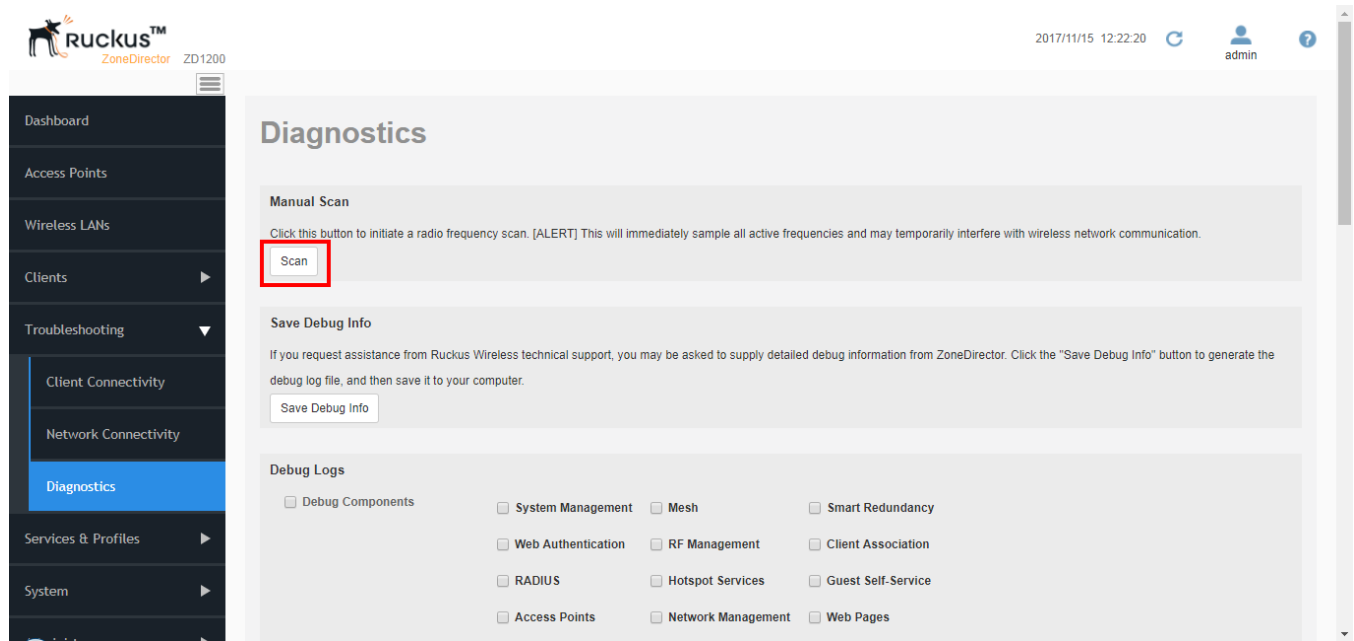 Ruckus™
ZoneDirector ZD1200
2017/11/15 12:22:20
admin
?
Dashboard
Access Points
Wireless LANs
Clients
Troubleshooting
Client Connectivity
Network Connectivity
Diagnostics
Services & Profiles
System
Diagnostics
Manual Scan
Click this button to initiate a radio frequency scan. [ALERT] This will immediately sample all active frequencies and may temporarily interfere with wireless network communication.
Scan
Save Debug Info
If you request assistance from Ruckus Wireless technical support, you may be asked to supply detailed debug information from ZoneDirector. Click the "Save Debug Info" button to generate the
debug log file, and then save it to your computer.
Save Debug Info
Debug Logs
Debug Components
System Management Mesh Smart Redundancy
Web Authentication RF Management Client Association
RADIUS Hotspot Services Guest Self-Service
Access Points Network Management Web Pages